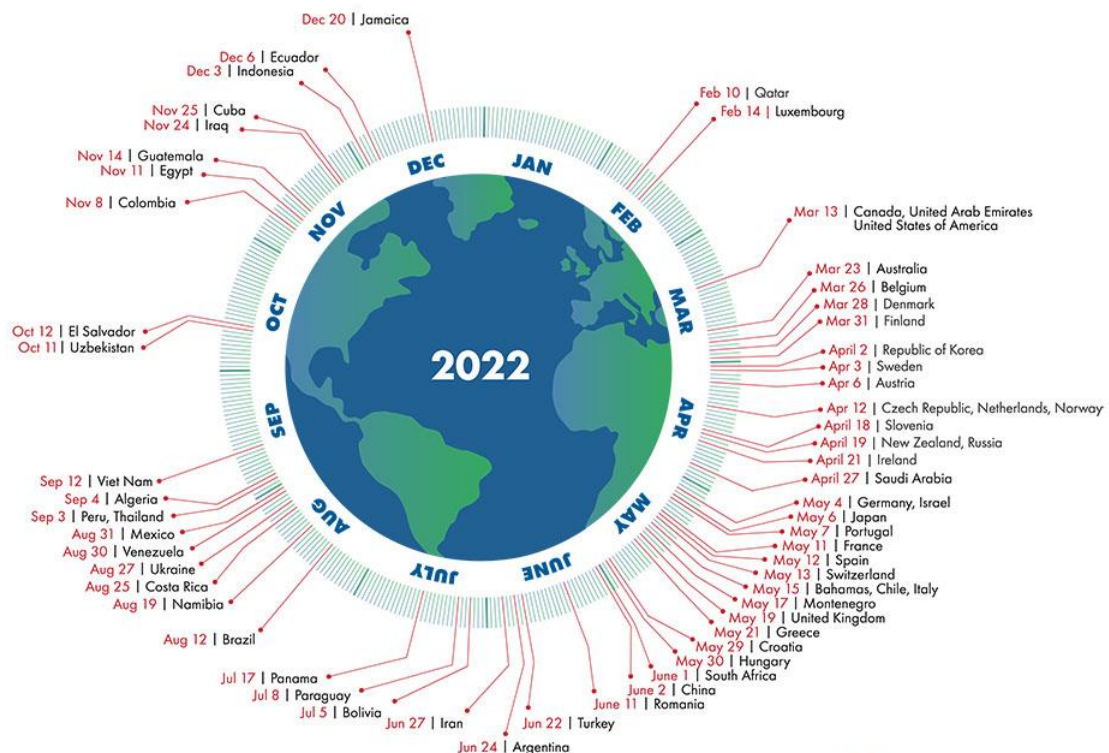 Dec 20 | Jamaica
Dec 6 | Ecuador
Dec 3 | Indonesia
Nov 25 | Cuba
Nov 24 | Iraq
Nov 14 | Guatemala
Nov 11 | Egypt
Nov 8 | Colombia
Oct 12 | El Salvador
Oct 11 | Uzbekistan
Sep 12 | Viet Nam
Sep 4 | Algeria
Sep 3 | Peru, Thailand
Aug 31 | Mexico
Aug 30 | Venezuela
Aug 27 | Ukraine
Aug 25 | Costa Rica
Aug 19 | Namibia
Aug 12 | Brazil
Jul 17 | Panama
Jul 8 | Paraguay
Jul 5 | Bolivia
Jun 27 | Iran
Jun 24 | Argentina
Jun 22 | Turkey
Feb 10 | Qatar
Feb 14 | Luxembourg
Mar 13 | Canada, United Arab Emirates
United States of America
Mar 23 | Australia
Mar 26 | Belgium
Mar 28 | Denmark
Mar 31 | Finland
April 2 | Republic of Korea
Apr 3 | Sweden
Apr 6 | Austria
Apr 12 | Czech Republic, Netherlands, Norway
April 18 | Slovenia
April 19 | New Zealand, Russia
April 21 | Ireland
April 27 | Saudi Arabia
May 4 | Germany, Israel
May 6 | Japan
May 7 | Portugal
May 11 | France
May 12 | Spain
May 13 | Switzerland
May 15 | Bahamas, Chile, Italy
May 17 | Montenegro
May 19 | United Kingdom
May 21 | Greece
May 29 | Croatia
May 30 | Hungary
June 1 | South Africa
June 2 | China
June 11 | Romania
JAN
FEB
MAR
APR
MAY
JUNE
JULY
AUG
SEP
OCT
NOV
DEC
2022